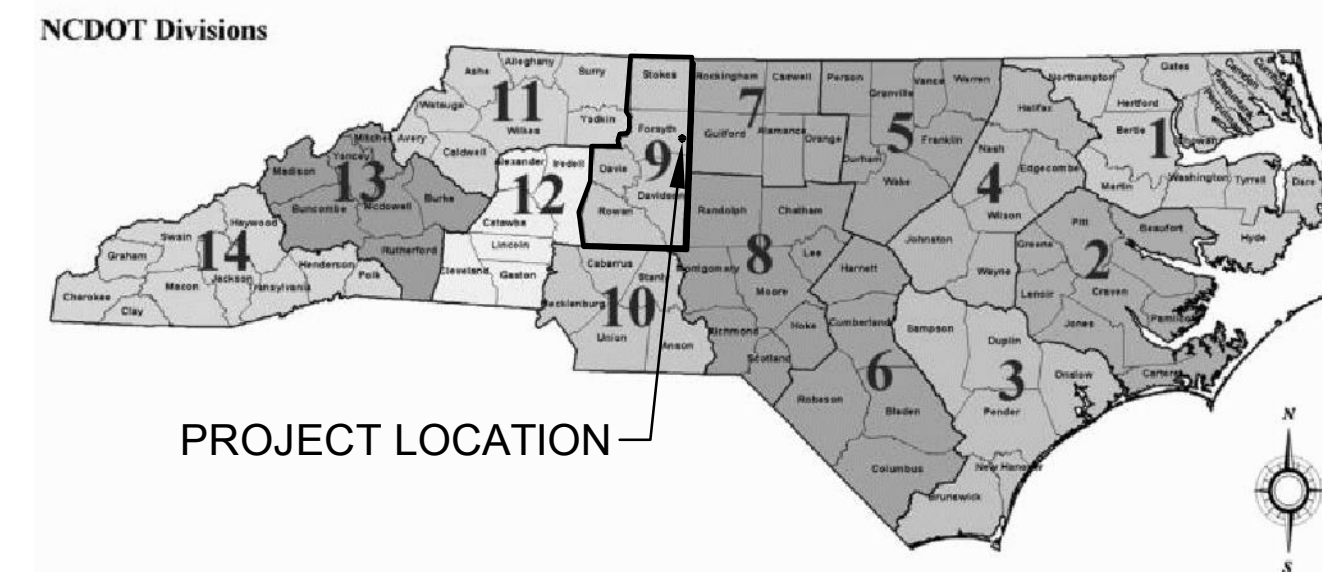 NCDOT Divisions
Ashe
Alleghany
Surry
Stokes
Rockingham
Caswell
Person
Granville
Vance
Warren
Northampton
Gates
Camden
Watauga
11
Wilkes
Yadkin
Forsyth
7
Guilford
Alamance
Orange
Durham
5
Franklin
Halifax
Hertford
Bertie
1
Chowan
Mitchell
Avery
Caldwell
Alexander
Iredell
Davie
9
Davidson
Nash
Edgecombe
Martin
Washington
Tyrrell
Dare
Madison
Yancey
13
Buncombe
McDowell
Burke
12
Catawba
Rowan
Randolph
Chatham
Wake
4
Wilson
Pitt
Beaufort
Hyde
Swain
Haywood
Graham
14
Rutherford
Lincoln
Cleveland
Gaston
Cabarrus
Stanly
Montgomery
8
Lee
Moore
Harnett
Johnston
Wayne
Greene
2
Lenoir
Craven
Pamlico
Cherokee
Clay
Macon
Jackson
Transylvania
Henderson
Polk
Mecklenburg
10
Union
Anson
Richmond
Hoke
Scotland
Cumberland
Sampson
Duplin
Jones
Carteret
Onslow
3
Pender
6
Robeson
Bladen
Columbus
New Hanover
Brunswick
PROJECT LOCATION
N
S